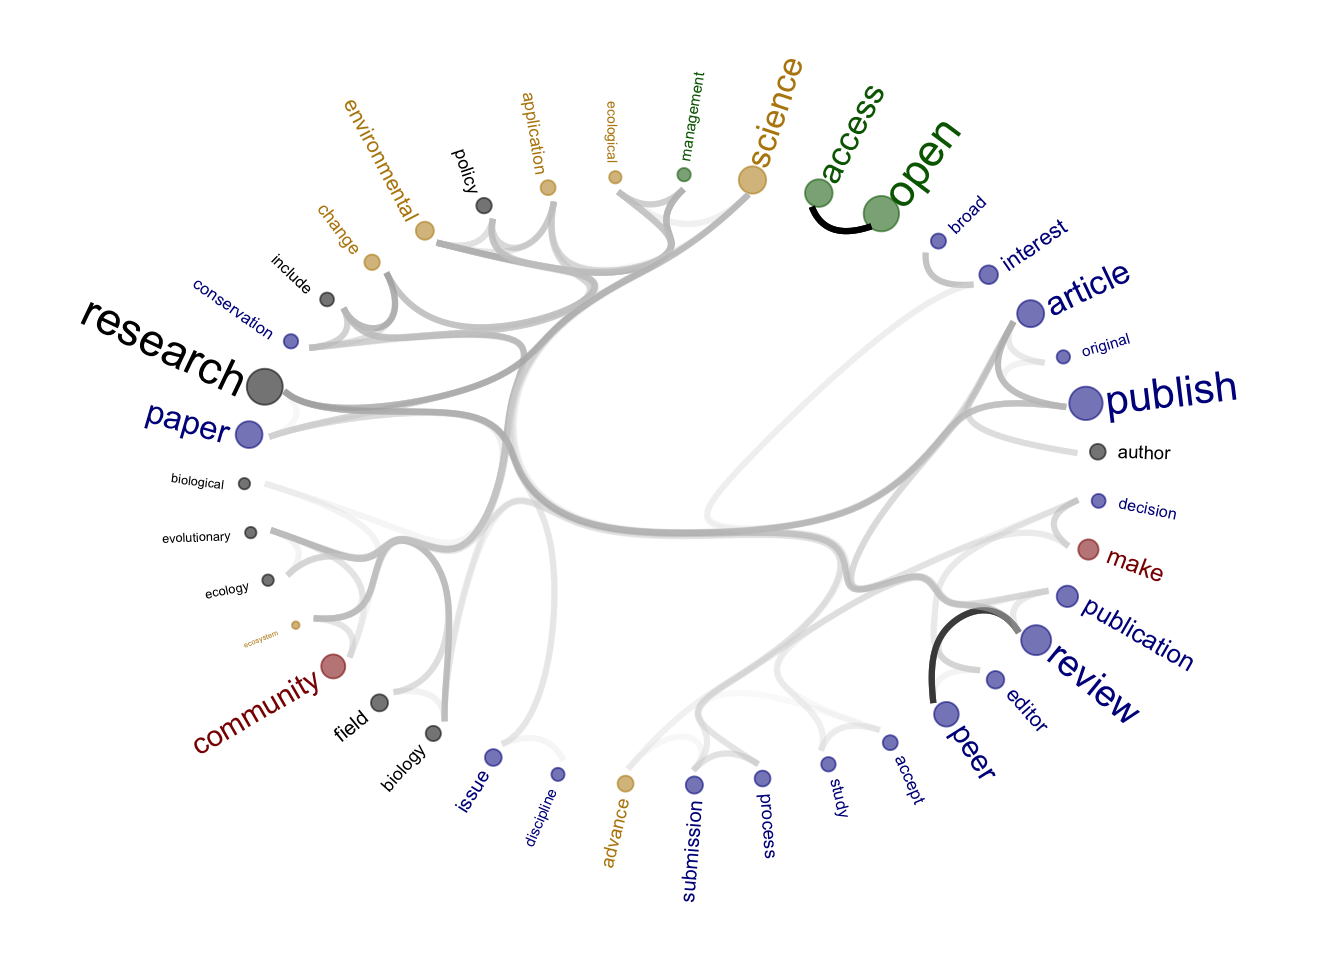 science
access
open
broad
interest
article
original
publish
author
decision
make
publication
review
editor
peer
accept
study
process
submission
advance
discipline
issue
biology
field
community
ecosystem
ecology
evolutionary
biological
paper
research
conservation
include
change
environmental
policy
application
ecological
management